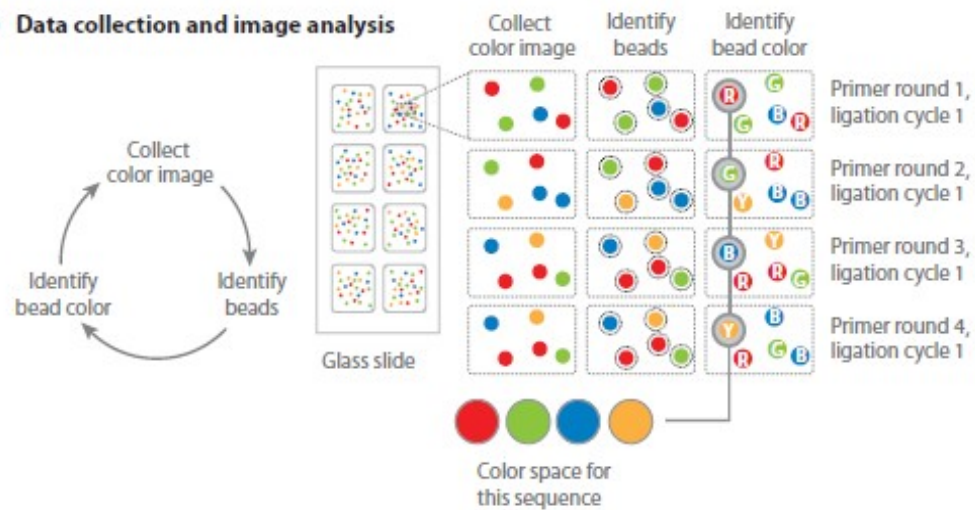 Data collection and image analysis
Collect
color image
Identify
beads
Identify
bead color
Collect
color image
Identify
beads
Identify
bead color
Glass slide
R
G
G
B
R
Primer round 1,
ligation cycle 1
G
R
Y
B
B
Primer round 2,
ligation cycle 1
B
Y
R
R
G
Primer round 3,
ligation cycle 1
Y
B
R
G
B
Primer round 4,
ligation cycle 1
Color space for
this sequence